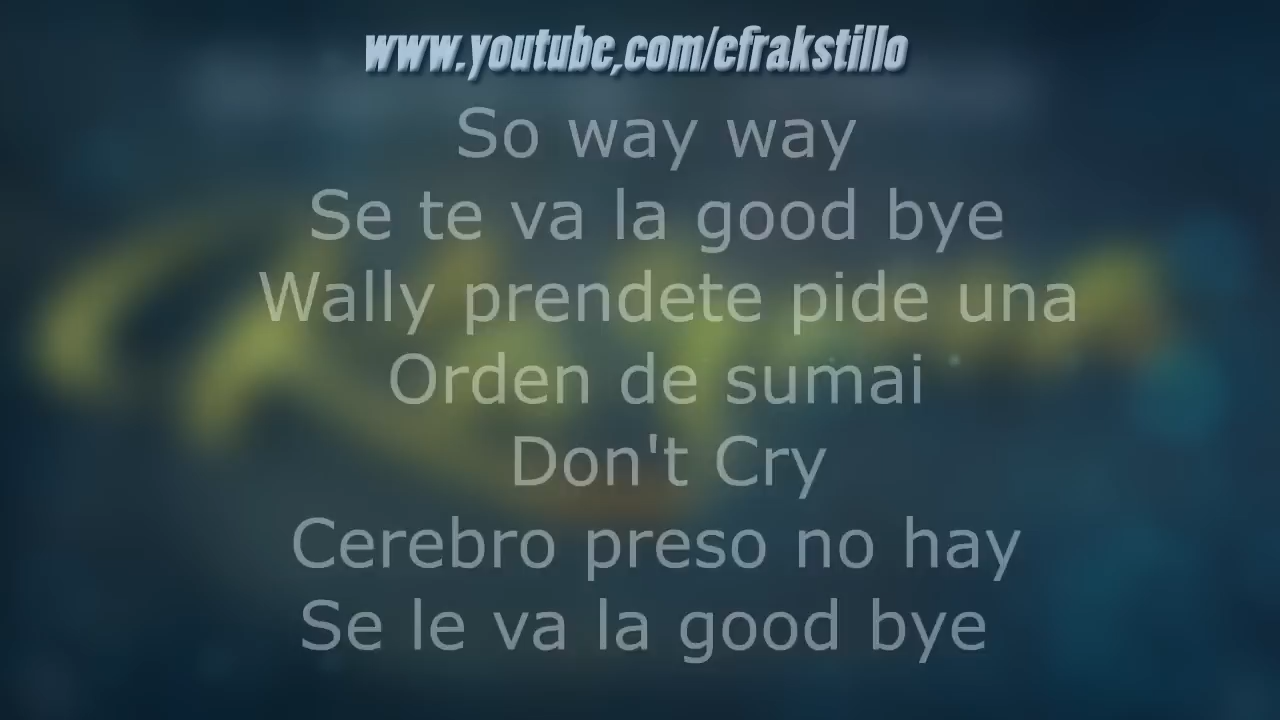 www.youtube,com/efrakstillo
So way way
Se te va la good bye
Wally prendete pide una
Orden de sumai
Don't Cry
Cerebro preso no hay
Se le va la good bye